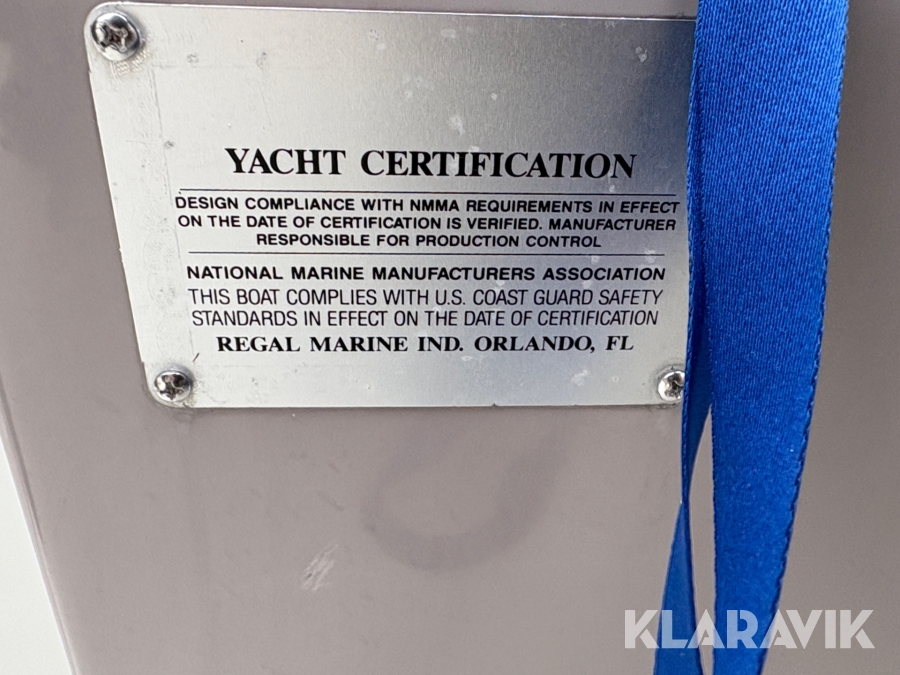 YACHT CERTIFICATION
DESIGN COMPLIANCE WITH NMMA REQUIREMENTS IN EFFECT
ON THE DATE OF CERTIFICATION IS VERIFIED. MANUFACTURER
RESPONSIBLE FOR PRODUCTION CONTROL
NATIONAL MARINE MANUFACTURERS ASSOCIATION
THIS BOAT COMPLIES WITH U.S. COAST GUARD SAFETY
STANDARDS IN EFFECT ON THE DATE OF CERTIFICATION
REGAL MARINE IND. ORLANDO, FL
KLARAVIK